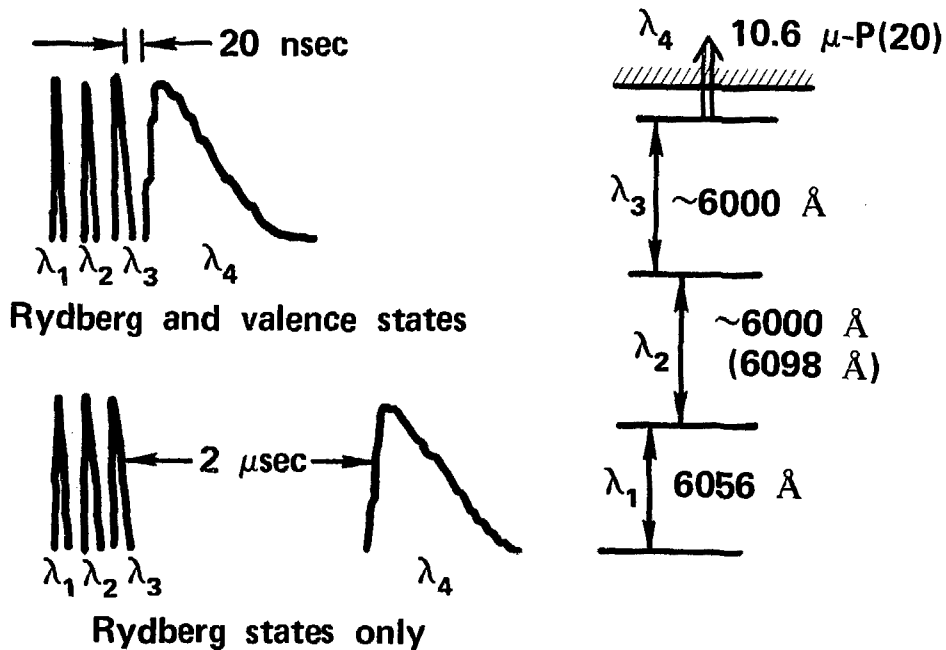 20 nsec
λ1 λ2 λ3 λ4
Rydberg and valence states
2 μsec
λ1 λ2 λ3 λ4
Rydberg states only
λ4 10.6 μ-P(20)
λ3 ~6000 Å
λ2 ~6000 Å
(6098 Å)
λ1 6056 Å